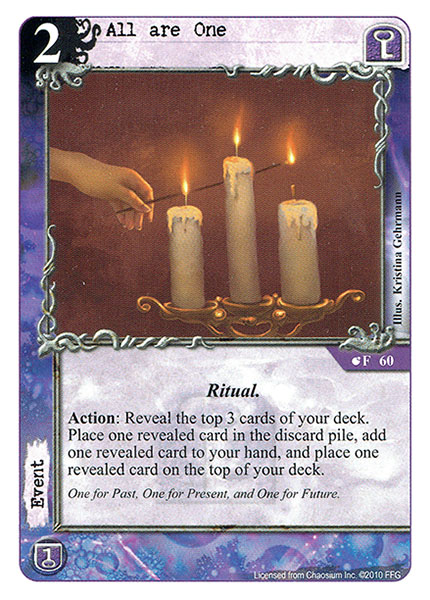 2
All are One
Illus. Kristina Gehrmann
F 60
Ritual.
Action: Reveal the top 3 cards of your deck.
Place one revealed card in the discard pile, add
one revealed card to your hand, and place one
revealed card on the top of your deck.
One for Past, One for Present, and One for Future.
Event
1
Licensed from Chaosium Inc. ©2010 FFG